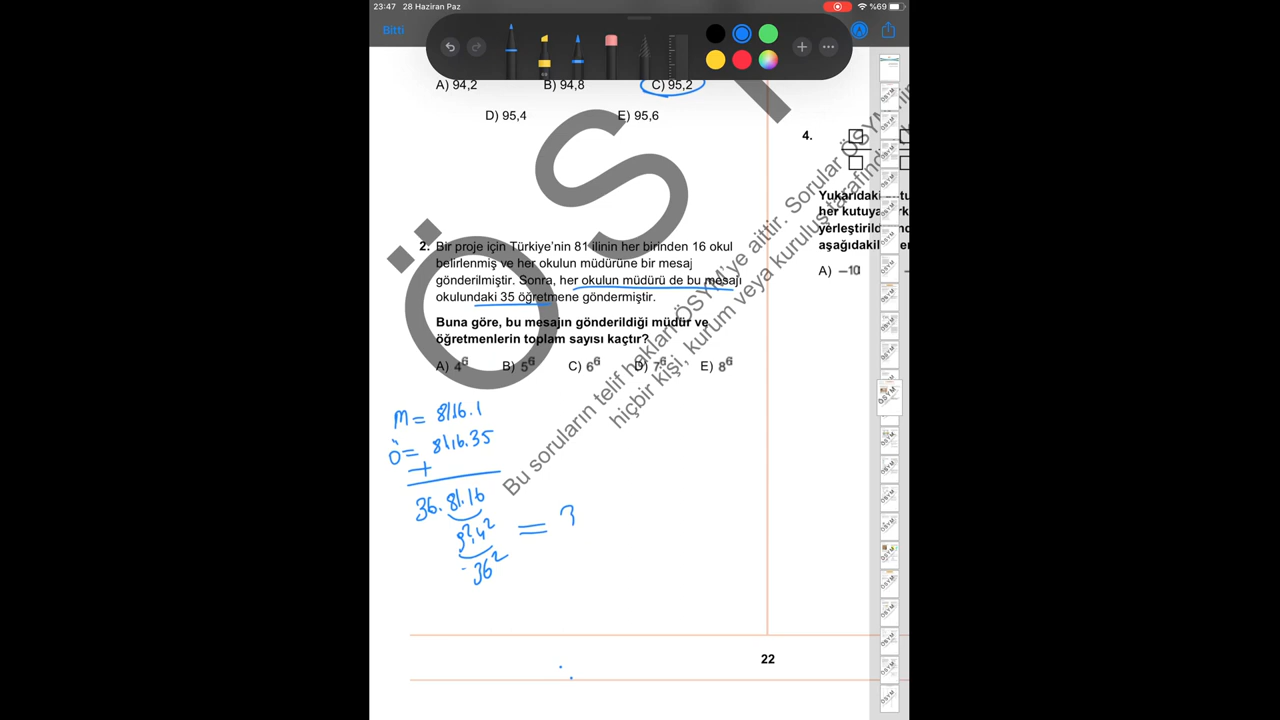 23:47 28 Haziran Paz %69
Bitti
A) 94,2 B) 94,8 C) 95,2
D) 95,4 E) 95,6
ÖS
2. Bir proje için Türkiye'nin 81 ilinin her birinden 16 okul
belirlenmiş ve her okulun müdürüne bir mesaj
gönderilmiştir. Sonra, her okulun müdürü de bu mesajı
okulundaki 35 öğretmene göndermiştir.
Buna göre, bu mesajın gönderildiği müdür ve
öğretmenlerin toplam sayısı kaçtır?
A) 4⁶ B) 5⁶ C) 6⁶ D) 7⁶ E) 8⁶
M = 81.16.1
Ö = 81.16.35
+
36.81.16
9².4² =
36²
Bu soruların telif hakları ÖSYM'ye aittir. Sorular ÖSYM
hiçbir kişi, kurum veya kuruluş tarafınd
4.
Yukarıdaki
her kutuya
yerleştirild
aşağıdakil
A) −10
22